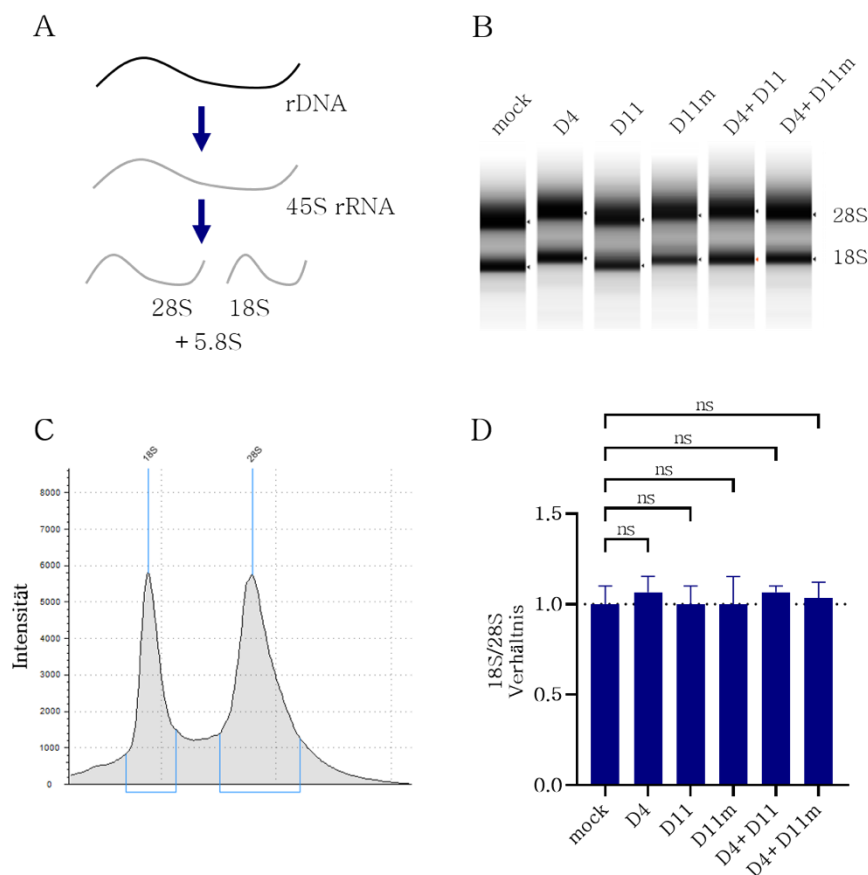 A
rDNA
45S rRNA
28S 18S
+ 5.8S
B
mock D4 D11 D11m D4+D11 D4+D11m
28S
18S
C
18S 28S
8000
7000
6000
5000
4000
3000
2000
1000
0
Intensität
D
ns
ns
ns
ns
ns
1.5
1.0
0.5
0.0
18S/28S
Verhältnis
mock D4 D11 D11m D4+D11 D4+D11m